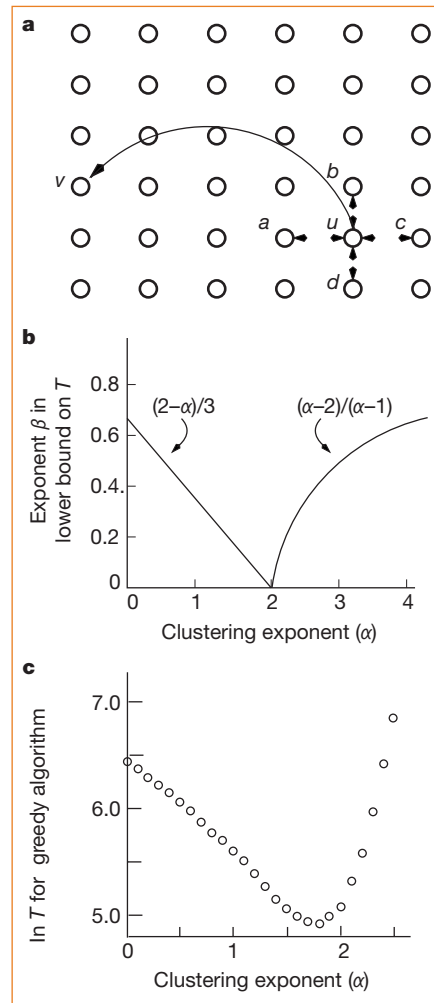 a
b
v
a
u
c
d
b
0.8
(2–α)/3
(α–2)/(α–1)
0.6
0.4.
0.2
0
0
1
2
3
4
Exponent β in
lower bound on T
Clustering exponent (α)
c
7.0
6.0
5.0
0
1
2
ln T for greedy algorithm
Clustering exponent (α)